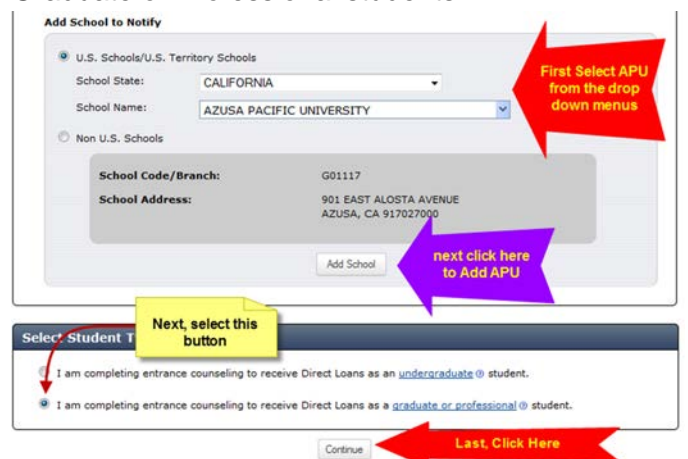 Add School to Notify
U.S. Schools/U.S. Territory Schools
School State: CALIFORNIA
School Name: AZUSA PACIFIC UNIVERSITY
Non U.S. Schools
School Code/Branch: G01117
School Address: 901 EAST ALOSTA AVENUE
AZUSA, CA 917027000
Add School
First Select APU
from the drop
down menus
next click here
to Add APU
Next, select this
button
Select Student T
I am completing entrance counseling to receive Direct Loans as an undergraduate student.
I am completing entrance counseling to receive Direct Loans as a graduate or professional student.
Continue
Last, Click Here